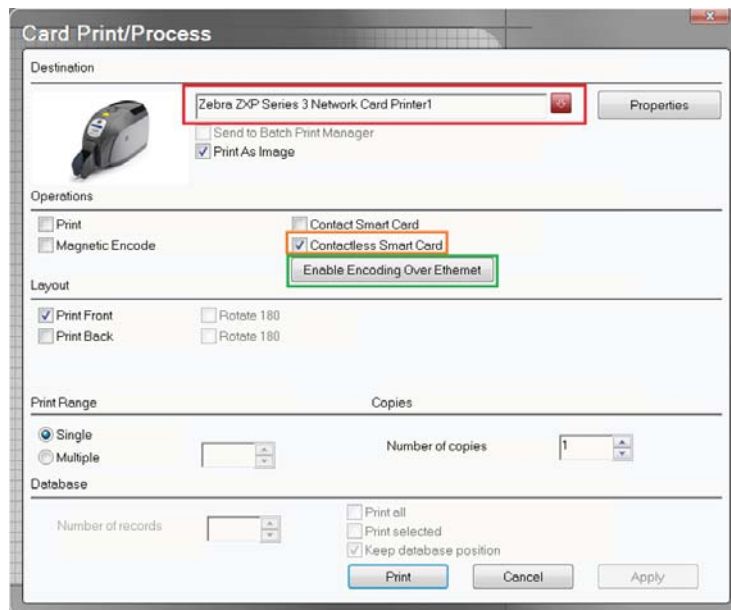 Card Print/Process
Destination
Zebra ZXP Series 3 Network Card Printer1
Properties
Send to Batch Print Manager
Print As Image
Operations
Print
Contact Smart Card
Magnetic Encode
Contactless Smart Card
Enable Encoding Over Ethernet
Layout
Print Front
Rotate 180
Print Back
Rotate 180
Print Range
Copies
Single
Number of copies
1
Multiple
Database
Number of records
Print all
Print selected
Keep database position
Print
Cancel
Apply